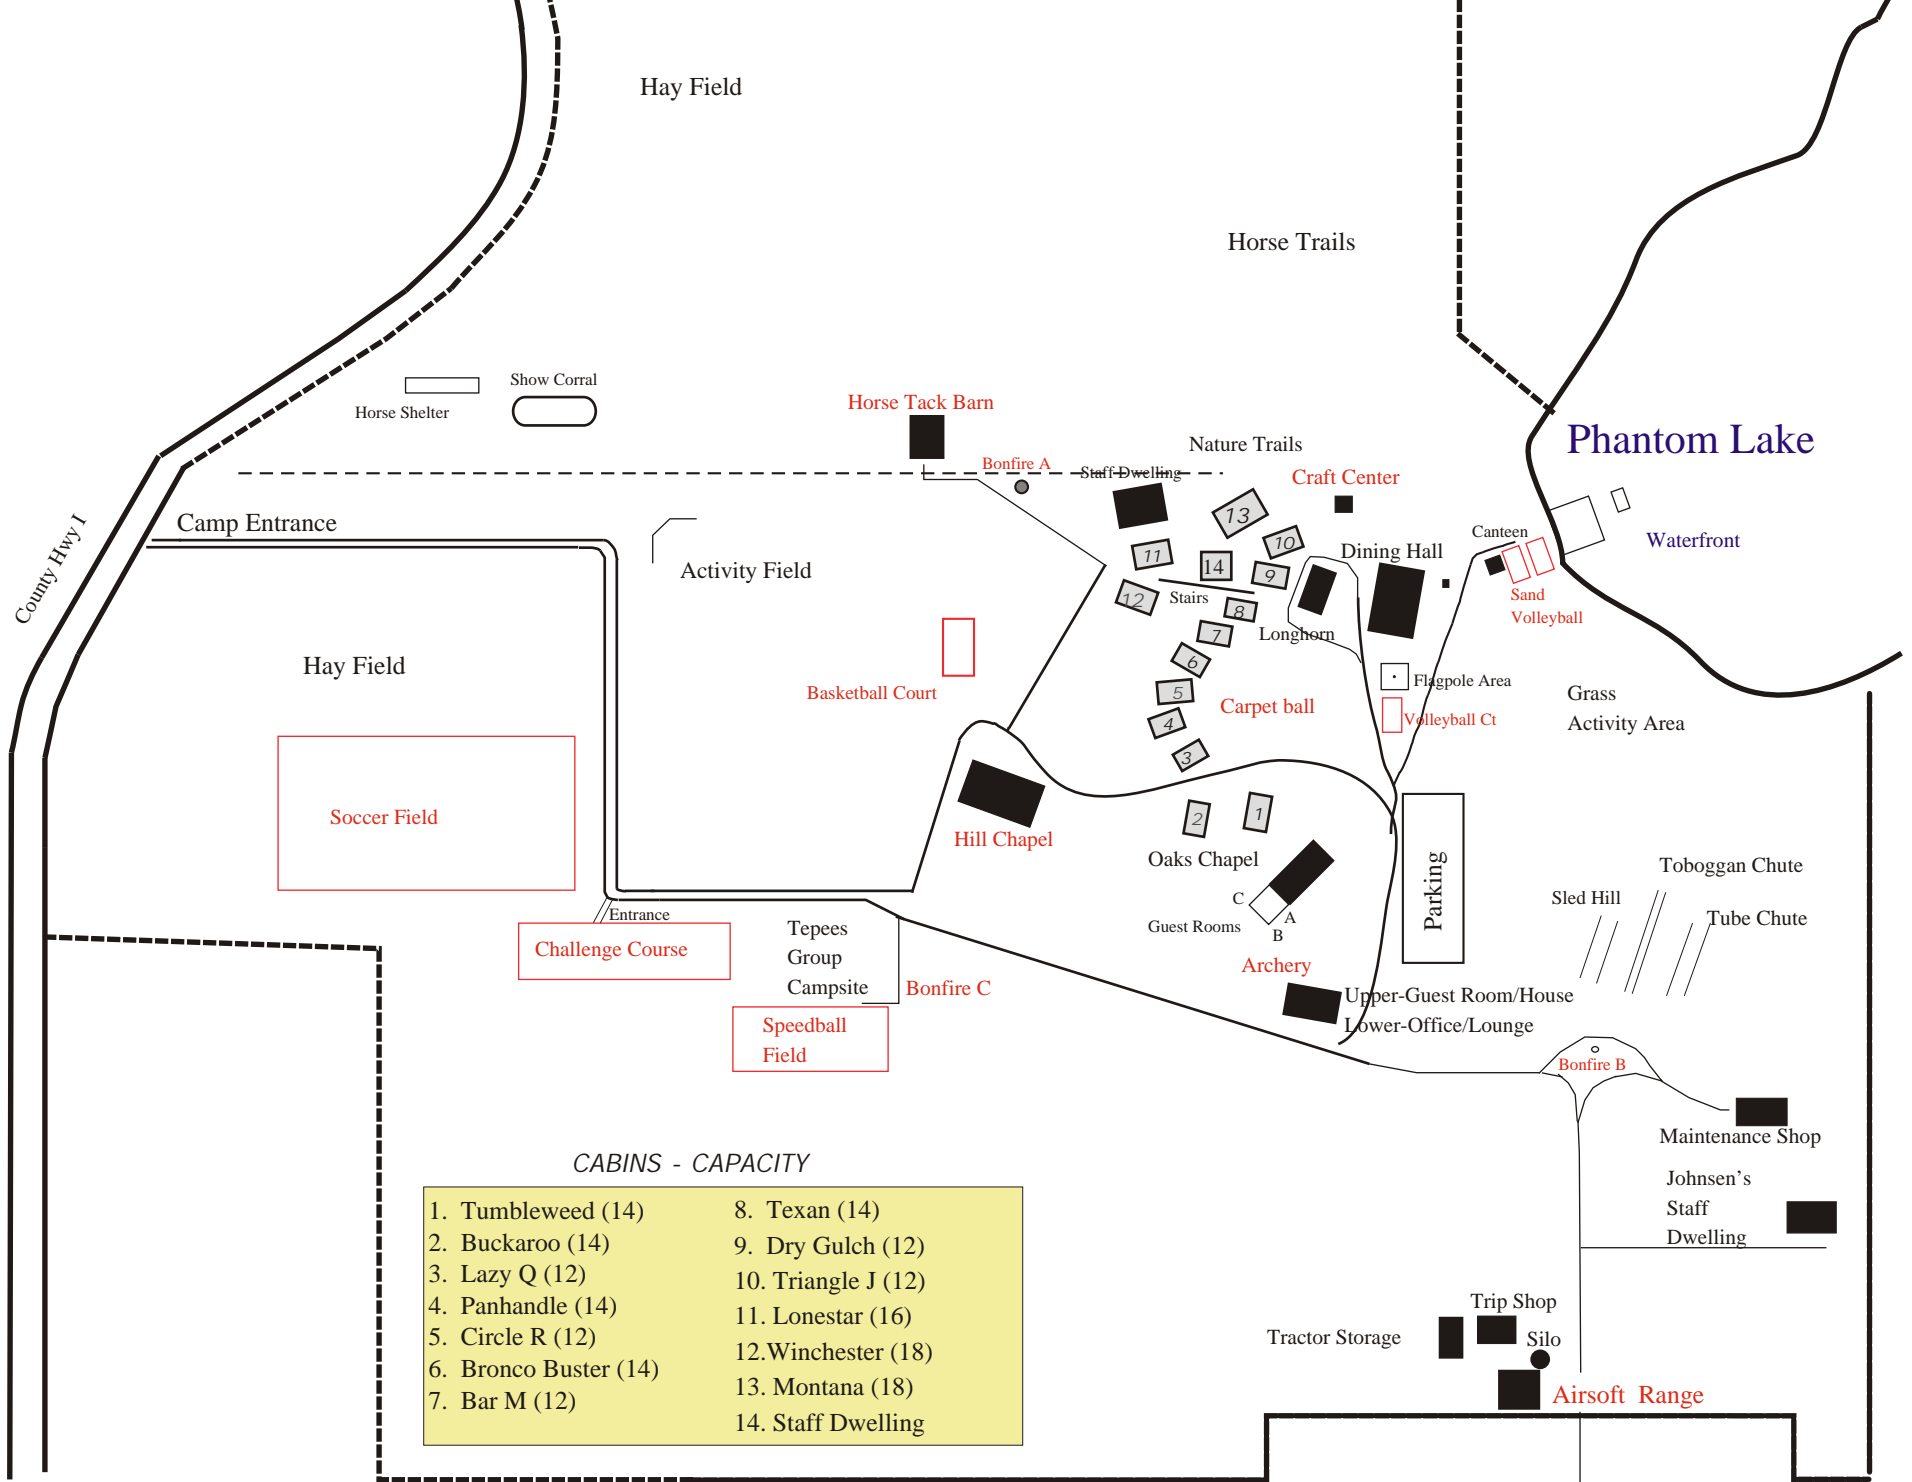 Hay Field
Horse Trails
Show Corral
Horse Shelter
Horse Tack Barn
Phantom Lake
Nature Trails
Bonfire A
Staff Dwelling
Craft Center
County Hwy I
Camp Entrance
13
Canteen
Waterfront
10
Dining Hall
11
14
9
Activity Field
12
Stairs
8
Sand
Volleyball
7
Longhorn
Hay Field
6
Flagpole Area
Basketball Court
5
Carpet ball
Grass
Activity Area
4
Volleyball Ct
3
Soccer Field
2
1
Hill Chapel
Oaks Chapel
Parking
Toboggan Chute
C
Sled Hill
Entrance
A
Tube Chute
Guest Rooms
B
Challenge Course
Tepees
Group
Campsite
Bonfire C
Archery
Upper-Guest Room/House
Lower-Office/Lounge
Speedball
Field
Bonfire B
Maintenance Shop
Johnsen’s
Staff
Dwelling
CABINS - CAPACITY
1. Tumbleweed (14)
2. Buckaroo (14)
3. Lazy Q (12)
4. Panhandle (14)
5. Circle R (12)
6. Bronco Buster (14)
7. Bar M (12)
8. Texan (14)
9. Dry Gulch (12)
10. Triangle J (12)
11. Lonestar (16)
12.Winchester (18)
13. Montana (18)
14. Staff Dwelling
Trip Shop
Tractor Storage
Silo
Airsoft Range